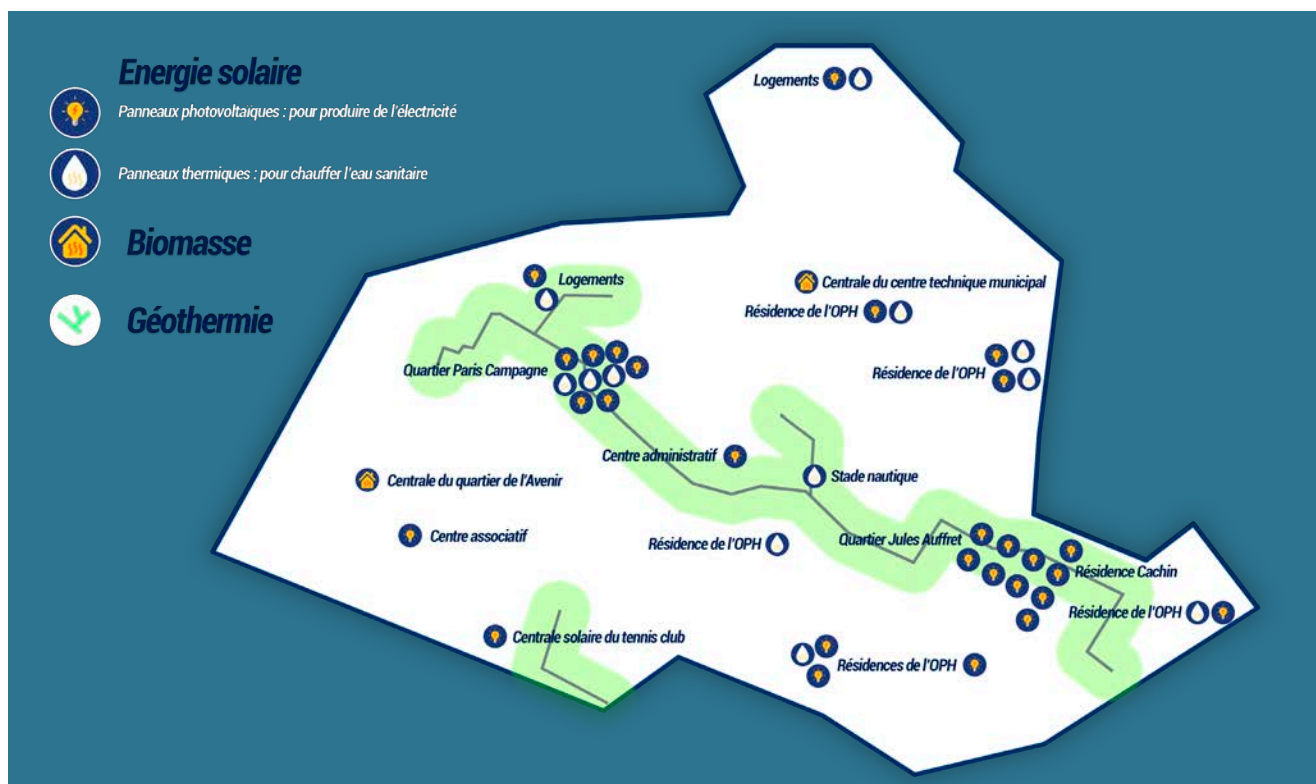 Energie solaire
Panneaux photovoltaïques : pour produire de l'électricité
Panneaux thermiques : pour chauffer l'eau sanitaire
Biomasse
Géothermie
Logements
Logements
Centrale du centre technique municipal
Résidence de l'OPH
Quartier Paris Campagne
Résidence de l'OPH
Centre administratif
Stade nautique
Centrale du quartier de l'Avenir
Centre associatif
Résidence de l'OPH
Quartier Jules Auffret
Résidence Cachin
Résidence de l'OPH
Centrale solaire du tennis club
Résidences de l'OPH